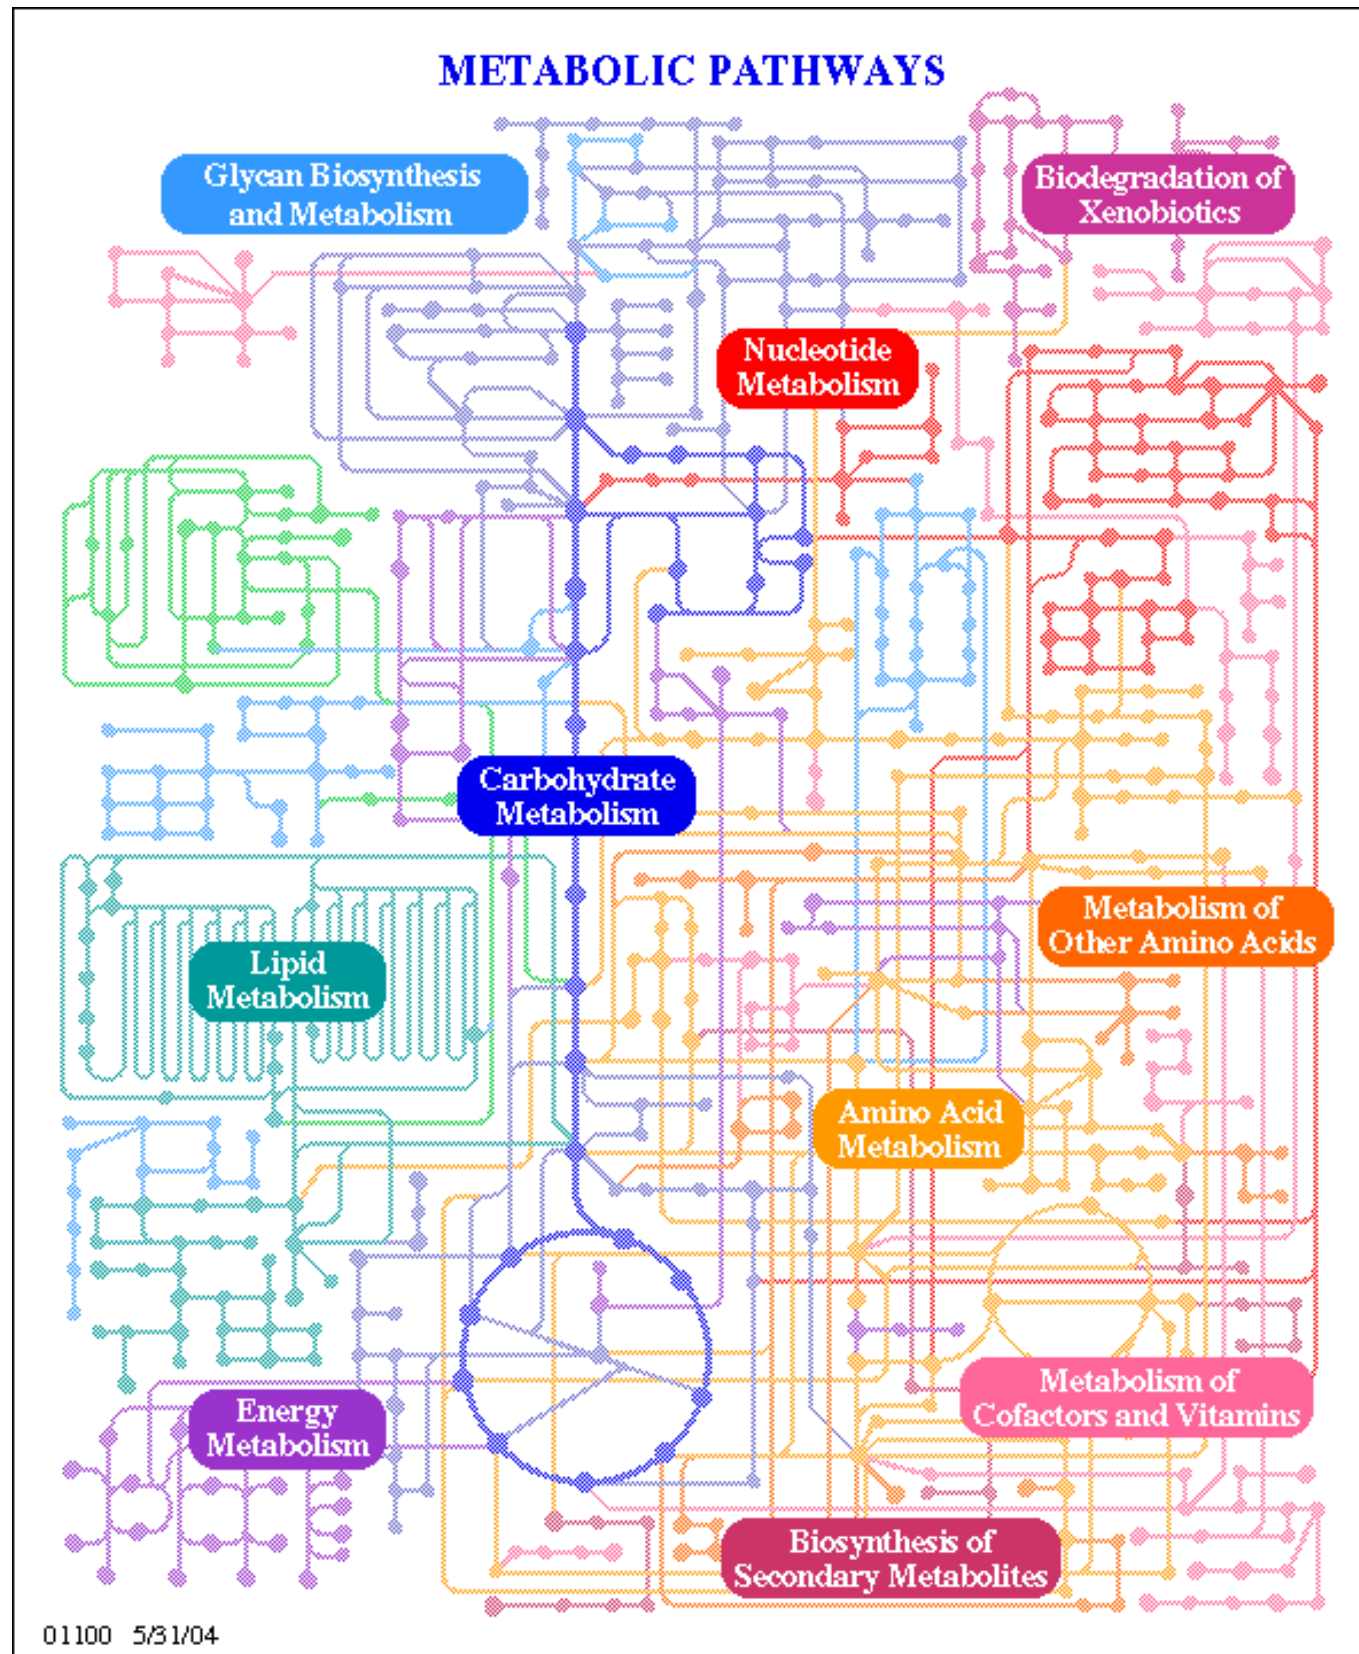 METABOLIC PATHWAYS
Glycan Biosynthesis
and Metabolism
Biodegradation of
Xenobiotics
Nucleotide
Metabolism
Carbohydrate
Metabolism
Metabolism of
Other Amino Acids
Lipid
Metabolism
Amino Acid
Metabolism
Metabolism of
Cofactors and Vitamins
Energy
Metabolism
Biosynthesis of
Secondary Metabolites
01100 5/31/04